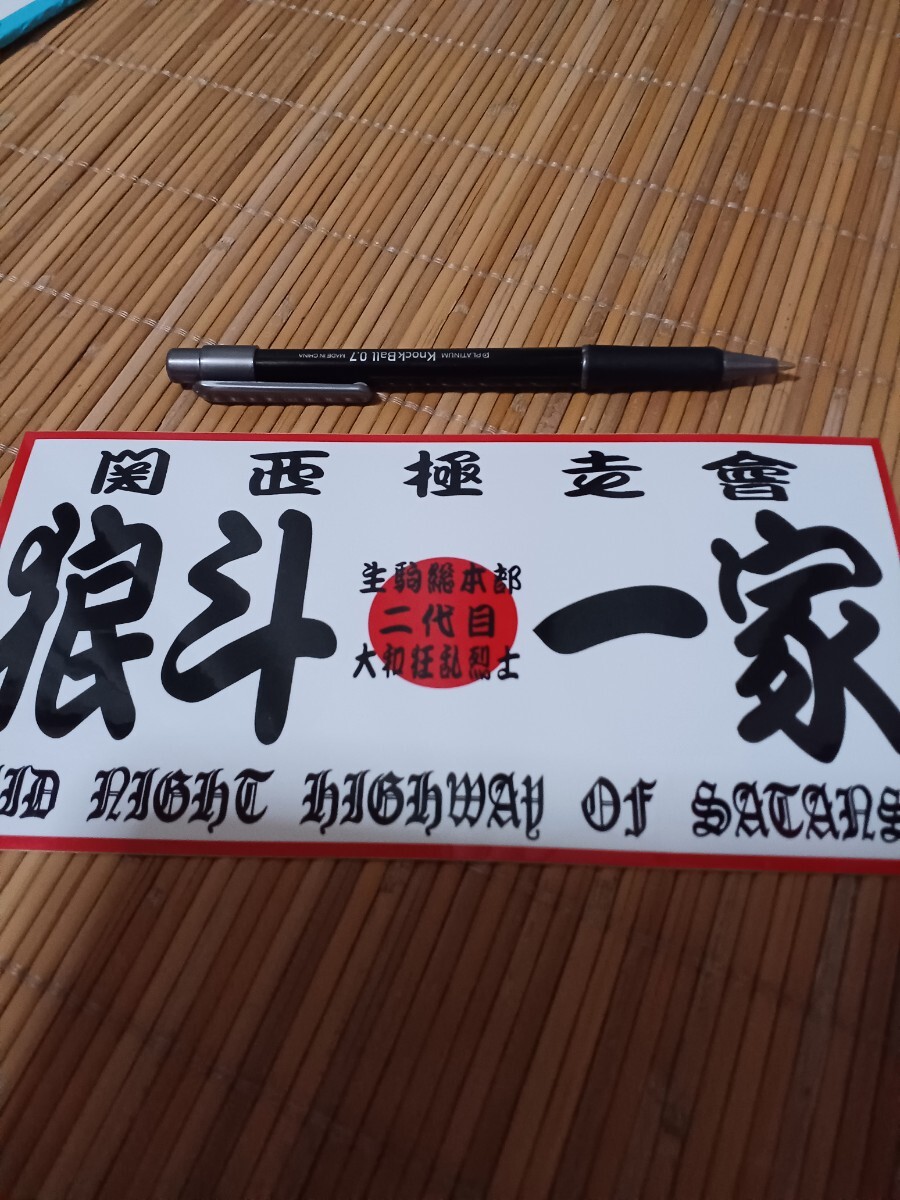 PLATINUM KnockBall 0.7 MADE IN CHINA
関西極走會
狼斗一家
生駒総本部
二代目
大和狂乱烈士
ID NIGHT HIGHWAY OF SATANS